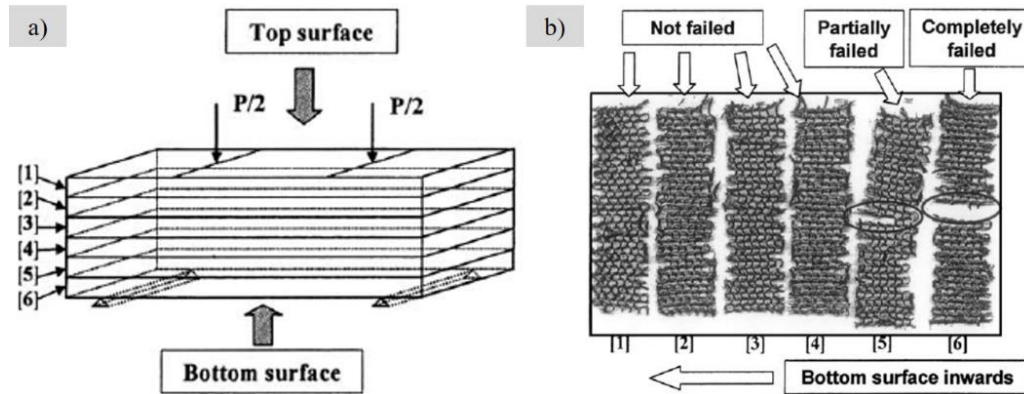 a)
Top surface
P/2
P/2
[1]
[2]
[3]
[4]
[5]
[6]
Bottom surface
b)
Not failed
Partially
failed
Completely
failed
[1] [2] [3] [4] [5] [6]
Bottom surface inwards